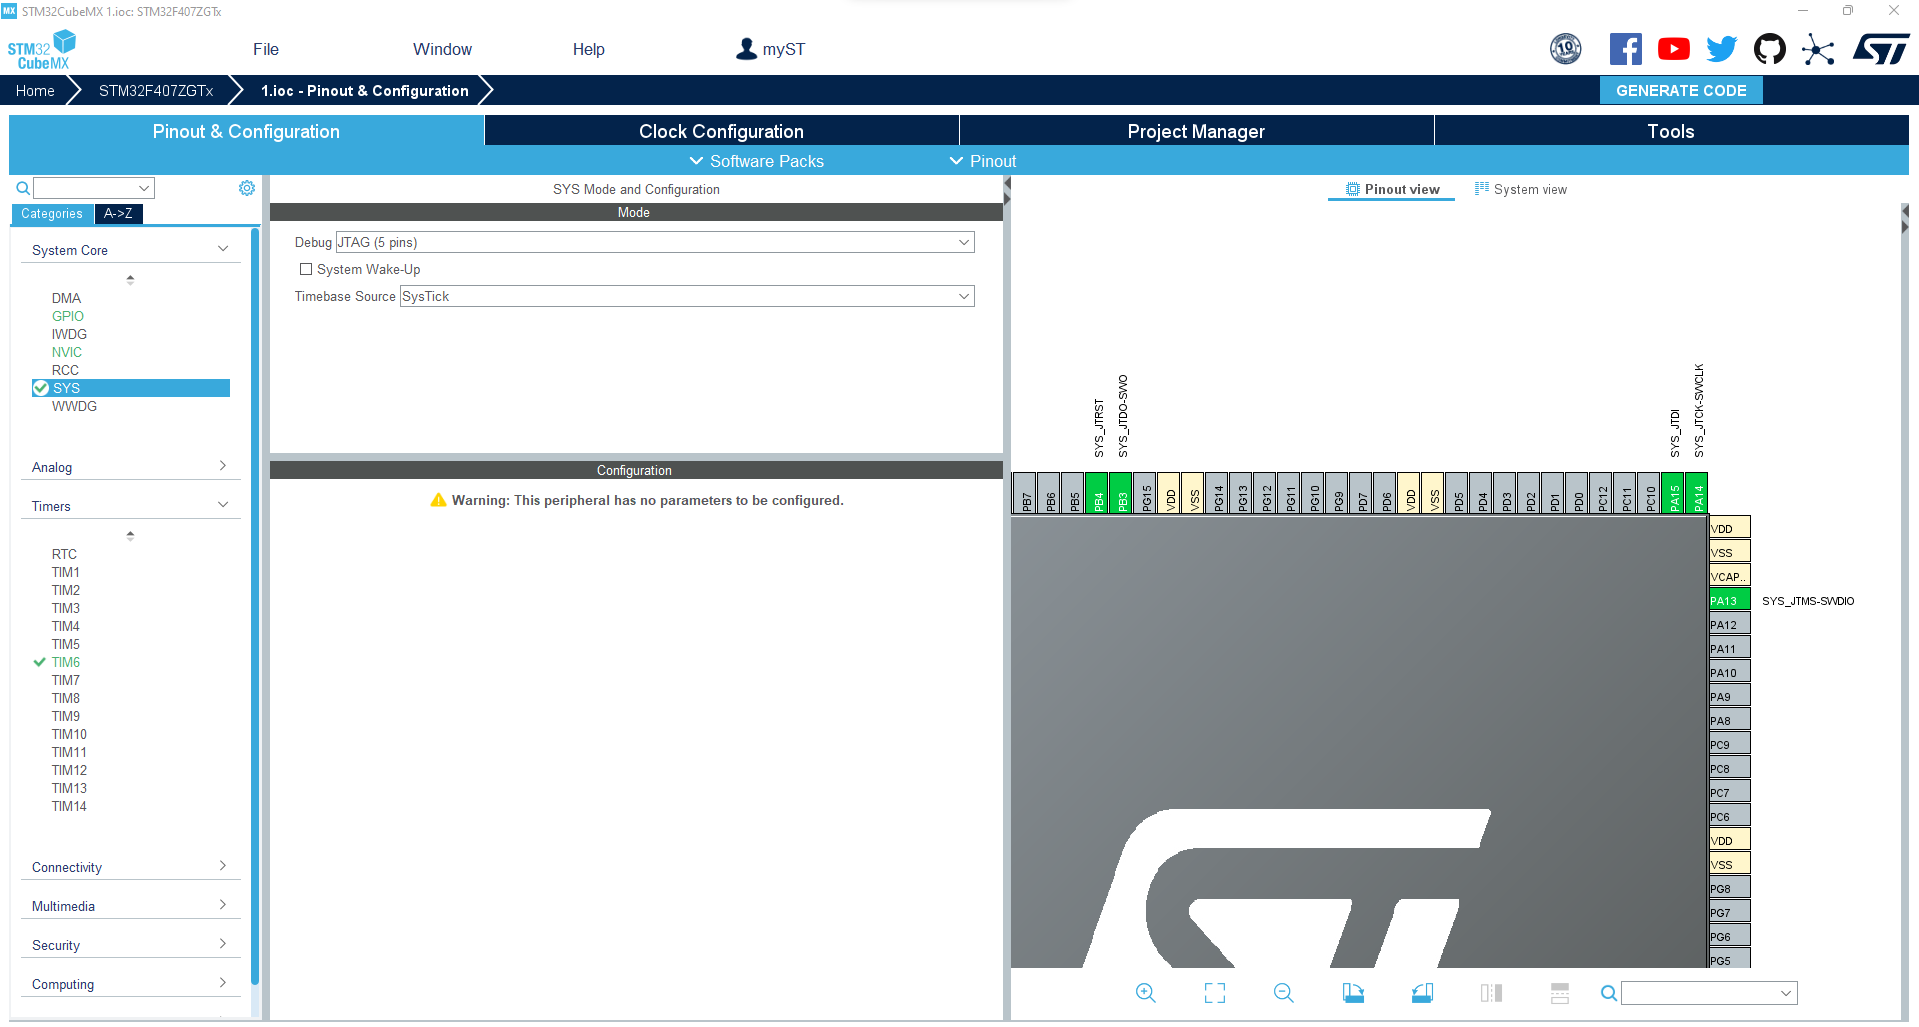 MX STM32CubeMX 1.ioc: STM32F407ZGTx
STM32
CubeMX
File
Window
Help
myST
10
ST
Home
STM32F407ZGTx
1.ioc - Pinout & Configuration
GENERATE CODE
Pinout & Configuration
Clock Configuration
Project Manager
Tools
Software Packs
Pinout
Categories
A->Z
System Core
DMA
GPIO
IWDG
NVIC
RCC
SYS
WWDG
Analog
Timers
RTC
TIM1
TIM2
TIM3
TIM4
TIM5
TIM6
TIM7
TIM8
TIM9
TIM10
TIM11
TIM12
TIM13
TIM14
Connectivity
Multimedia
Security
Computing
SYS Mode and Configuration
Mode
Debug JTAG (5 pins)
System Wake-Up
Timebase Source SysTick
Configuration
Warning: This peripheral has no parameters to be configured.
Pinout view
System view
SYS_JTRST
SYS_JTDO-SWO
SYS_JTDI
SYS_JTCK-SWCLK
PB7
PB6
PB5
PB4
PB3
PG15
VDD
VSS
PG14
PG13
PG12
PG11
PG10
PG9
PD7
PD6
VDD
VSS
PD5
PD4
PD3
PD2
PD1
PD0
PC12
PC11
PC10
PA15
PA14
VDD
VSS
VCAP..
PA13 SYS_JTMS-SWDIO
PA12
PA11
PA10
PA9
PA8
PC9
PC8
PC7
PC6
VDD
VSS
PG8
PG7
PG6
PG5